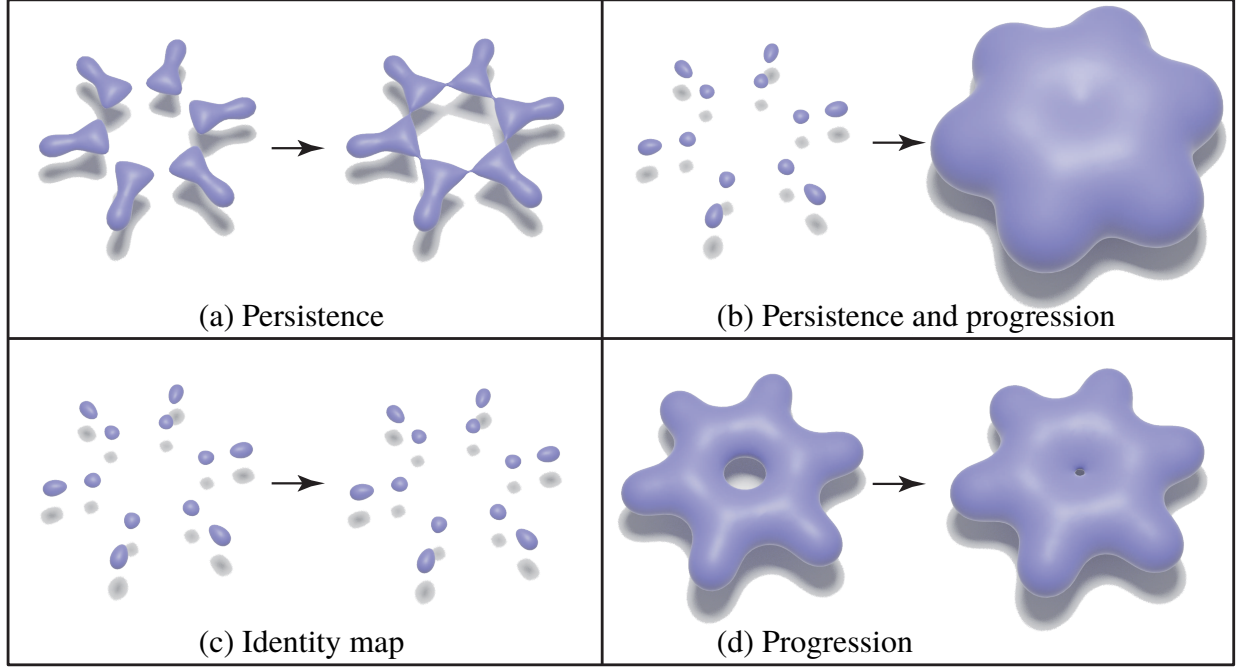 (a) Persistence
(b) Persistence and progression
(c) Identity map
(d) Progression